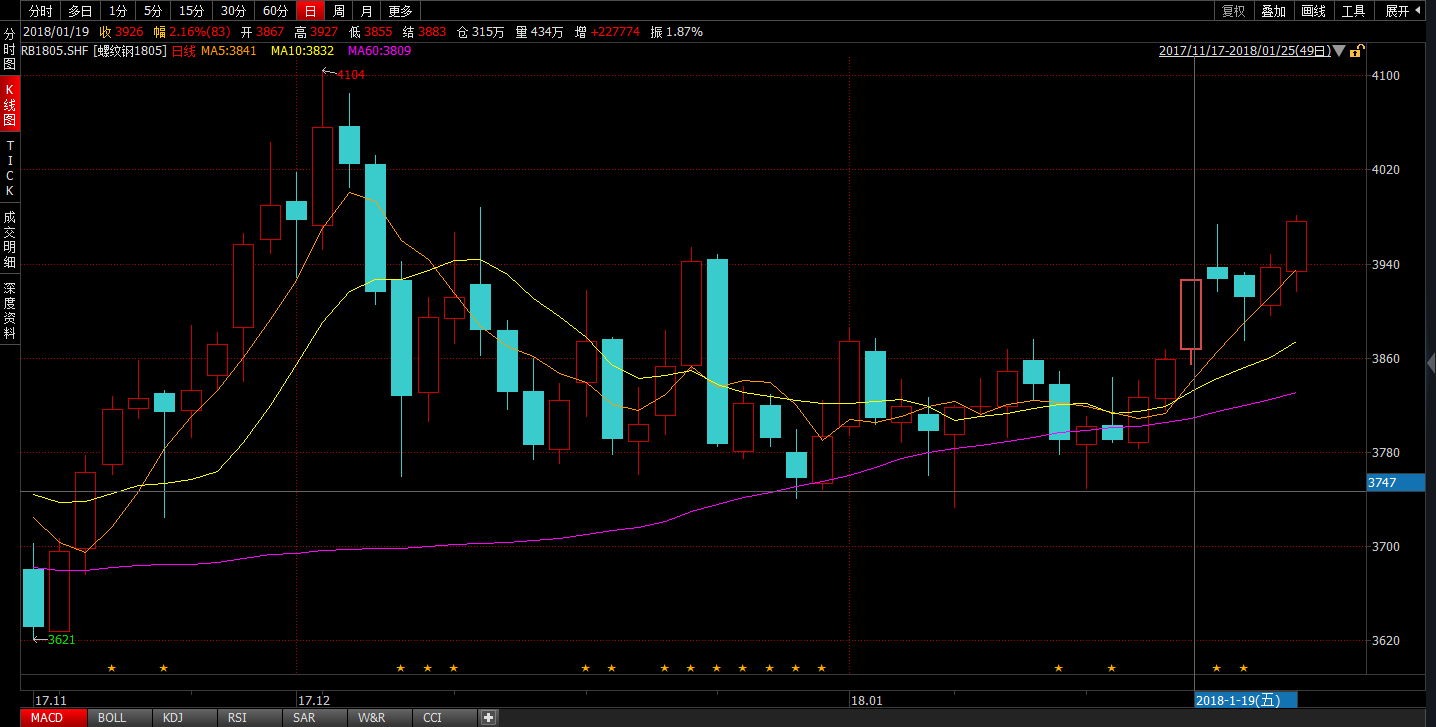 分时 多日 1分 5分 15分 30分 60分 日 周 月 更多 复权 叠加 画线 工具 展开
2018/01/19 收 3926 幅 2.16%(83) 开 3867 高 3927 低 3855 结 3883 仓 315万 量 434万 增 +227774 振 1.87%
RB1805.SHF [螺纹钢1805] 日线 MA5:3841 MA10:3832 MA60:3809 2017/11/17-2018/01/25(49日)
分时图
K线图
TICK
成交明细
深度资料
4104
3621
4100
4020
3940
3860
3780
3747
3700
3620
17.11 17.12 18.01 2018-1-19(五)
MACD BOLL KDJ RSI SAR W&R CCI